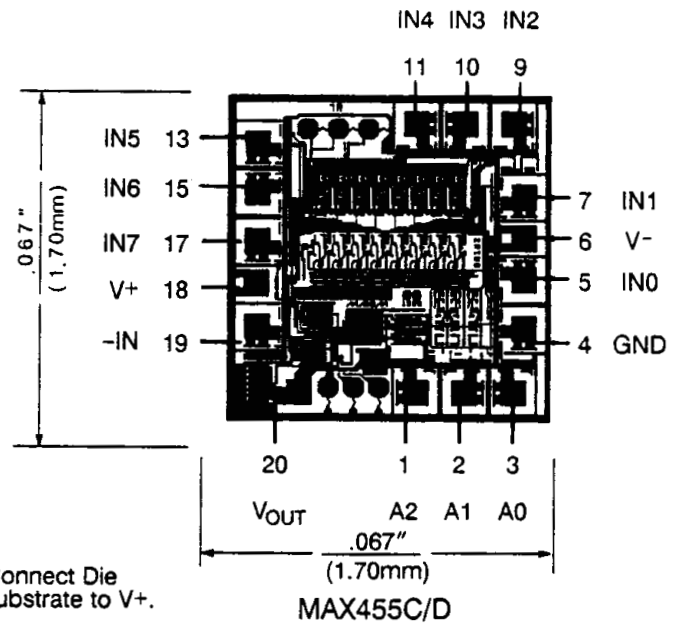 IN4 IN3 IN2
11 10 9
IN5 13
IN6 15
IN7 17
V+ 18
-IN 19
7 IN1
6 V-
5 IN0
4 GND
.067"
(1.70mm)
20 1 2 3
VOUT A2 A1 A0
.067"
(1.70mm)
onnect Die
ubstrate to V+.
MAX455C/D